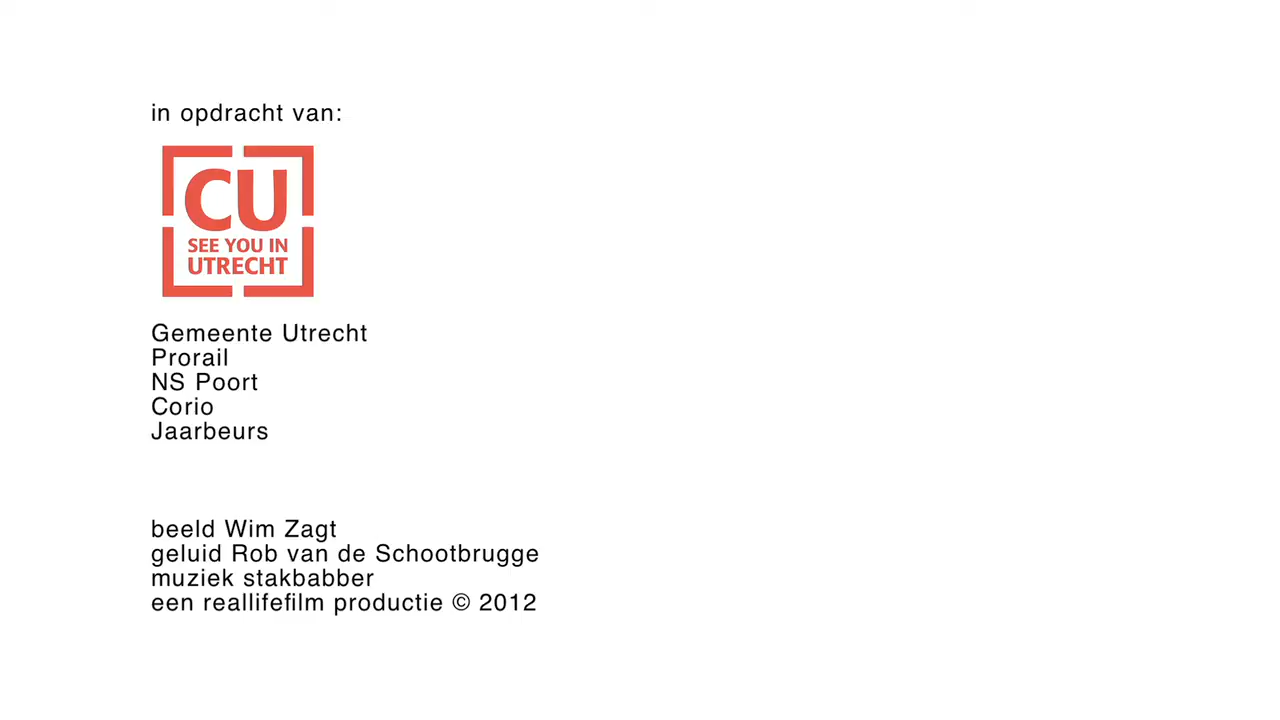 in opdracht van:
CU
SEE YOU IN
UTRECHT
Gemeente Utrecht
Prorail
NS Poort
Corio
Jaarbeurs
beeld Wim Zagt
geluid Rob van de Schootbrugge
muziek stakbabber
een reallifefilm productie © 2012